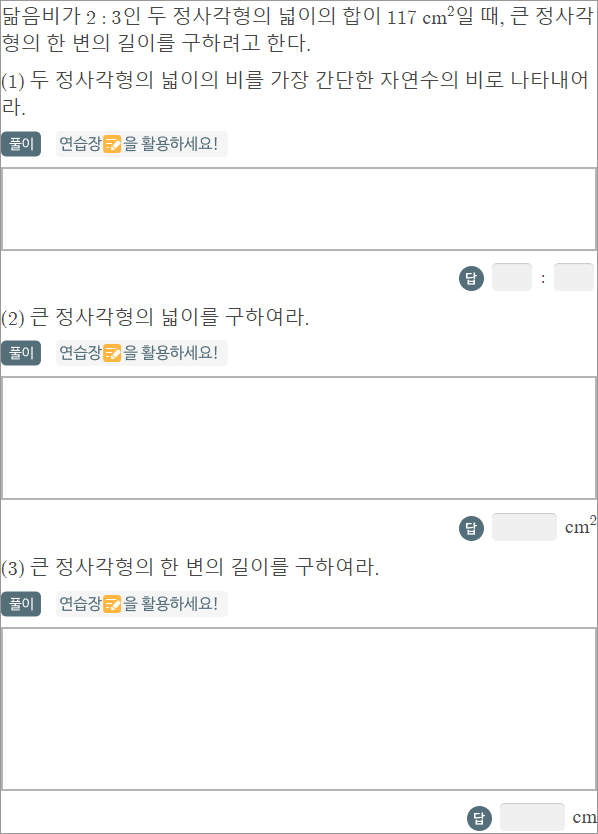 닮음비가 2 : 3인 두 정사각형의 넓이의 합이 117 cm²일 때, 큰 정사각
형의 한 변의 길이를 구하려고 한다.
(1) 두 정사각형의 넓이의 비를 가장 간단한 자연수의 비로 나타내어
라.
풀이 연습장을 활용하세요!
답 :
(2) 큰 정사각형의 넓이를 구하여라.
풀이 연습장을 활용하세요!
답 cm²
(3) 큰 정사각형의 한 변의 길이를 구하여라.
풀이 연습장을 활용하세요!
답 cm